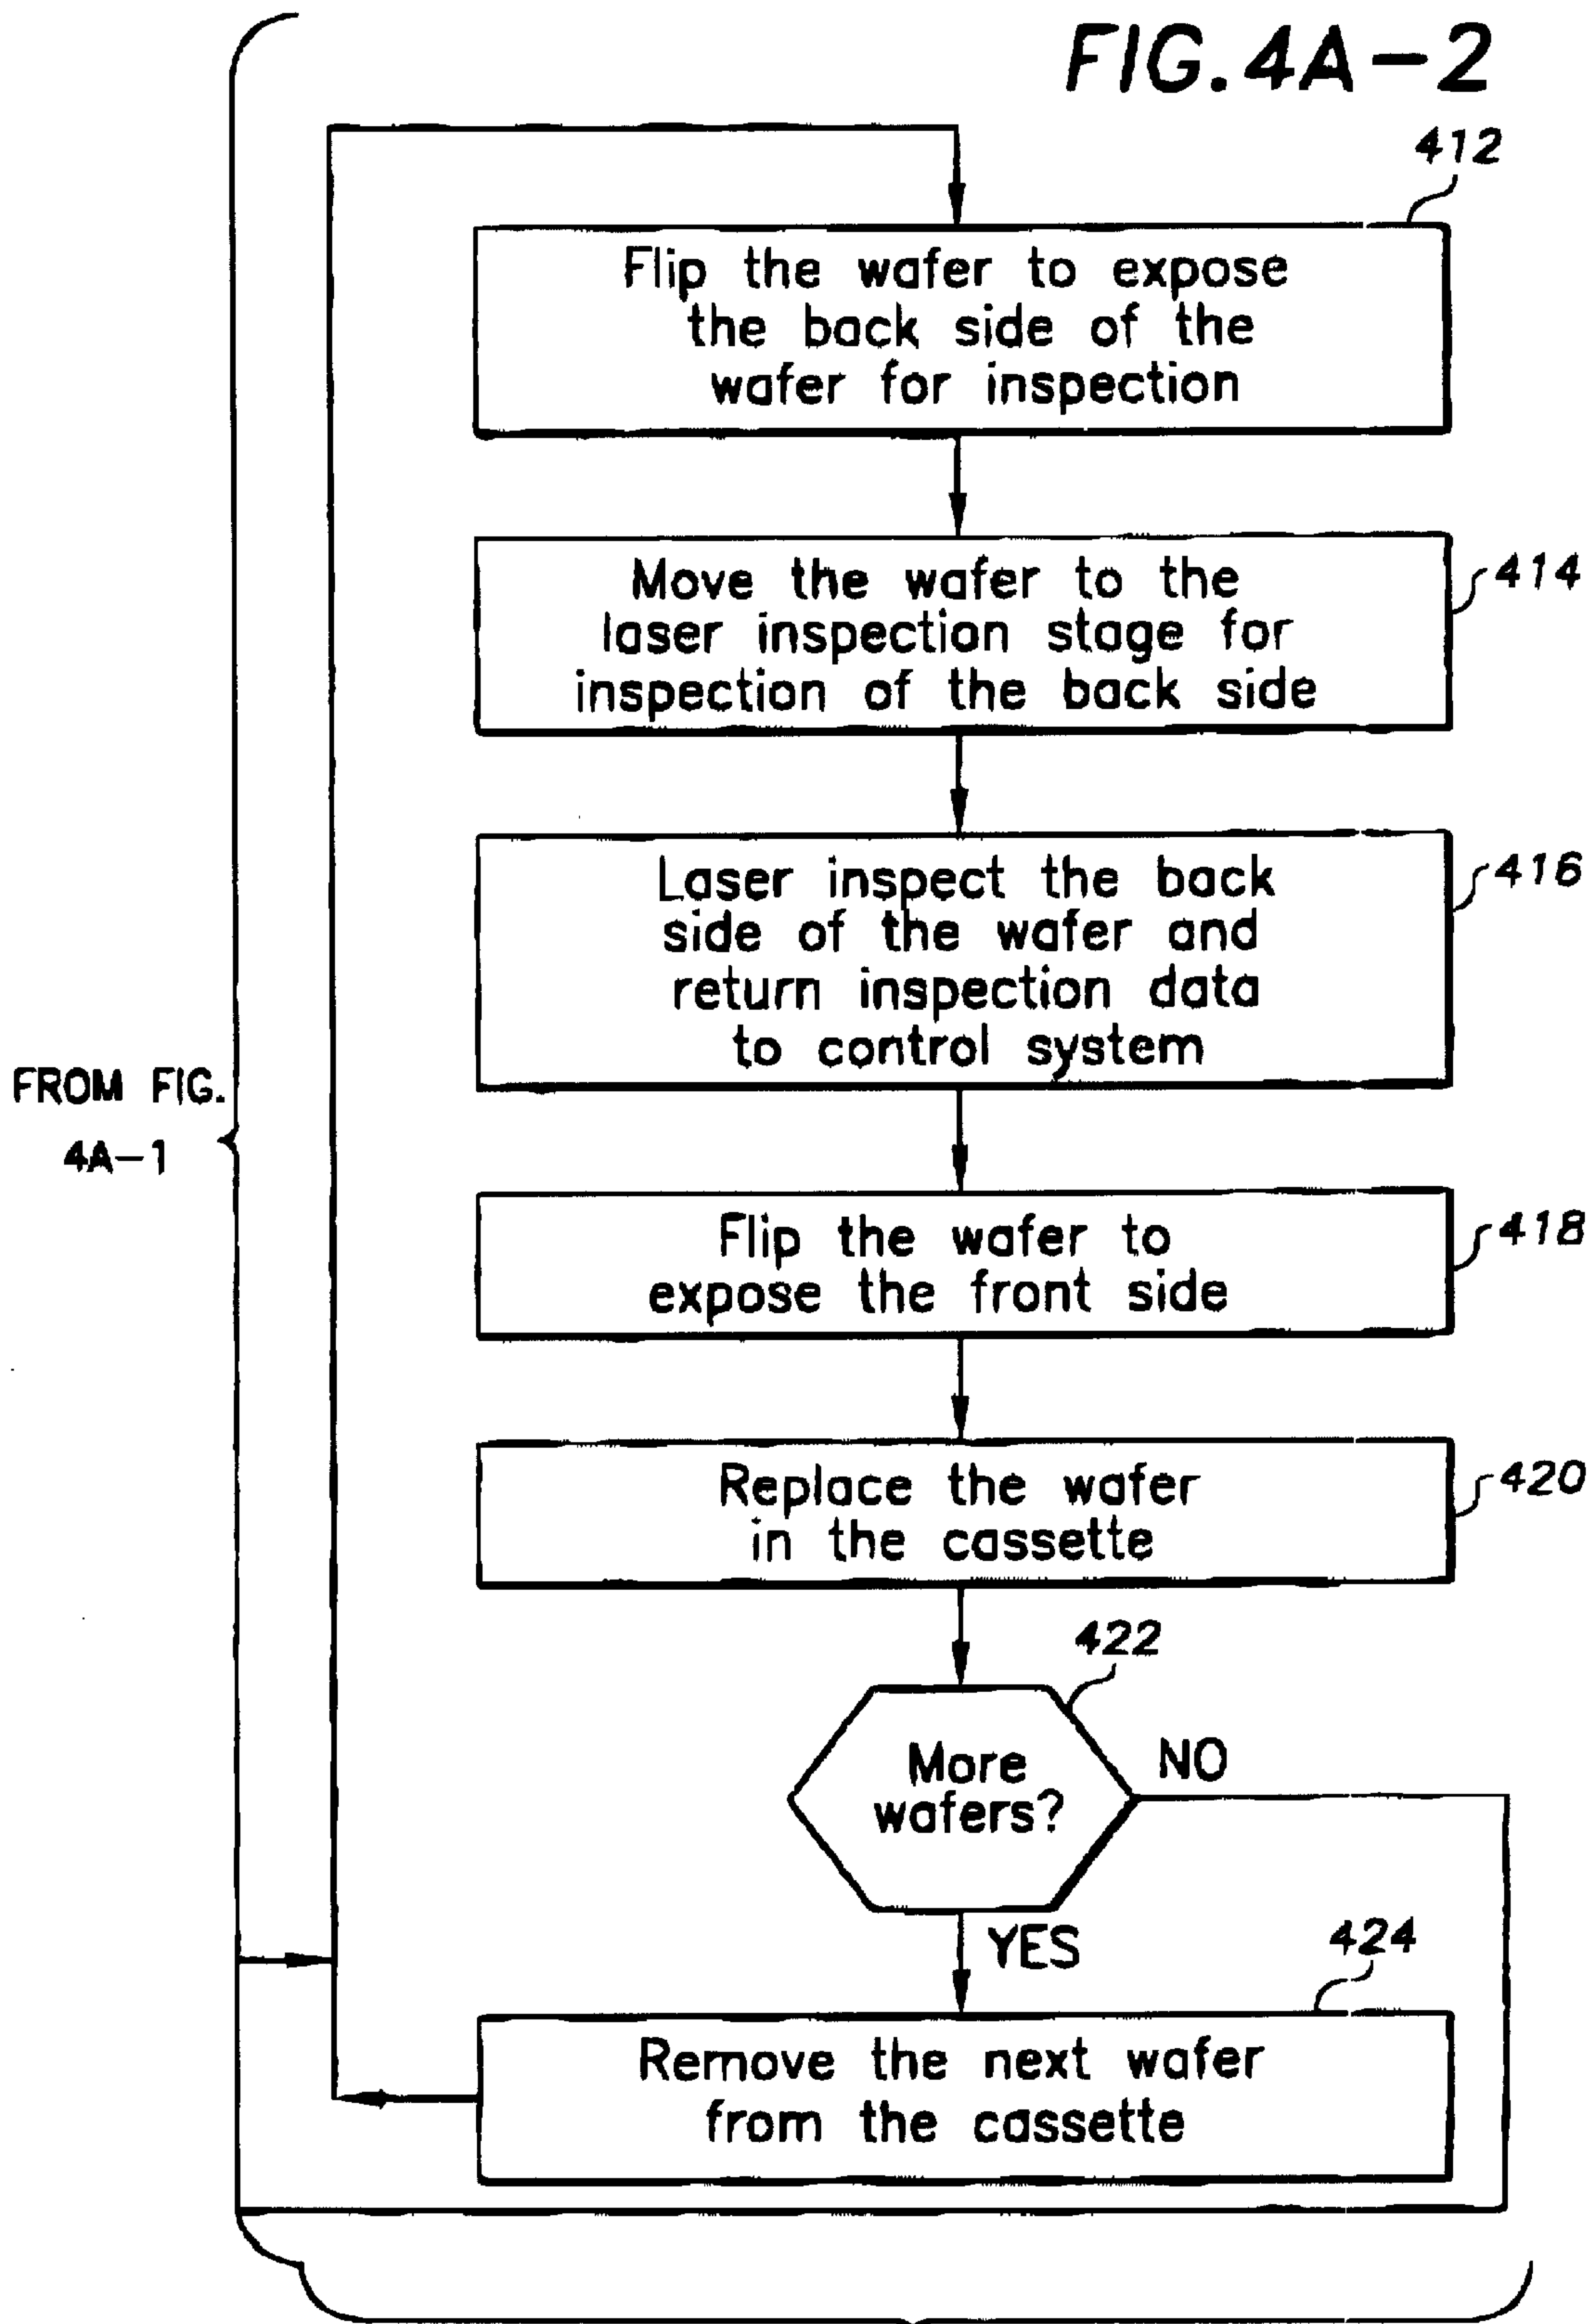 FIG. 4A-2
412
Flip the wafer to expose
the back side of the
wafer for inspection
Move the wafer to the
laser inspection stage for
inspection of the back side
414
Laser inspect the back
side of the wafer and
return inspection data
to control system
416
FROM FIG.
4A-1
Flip the wafer to
expose the front side
418
Replace the wafer
in the cassette
420
422
More
wafers?
NO
YES
424
Remove the next wafer
from the cassette